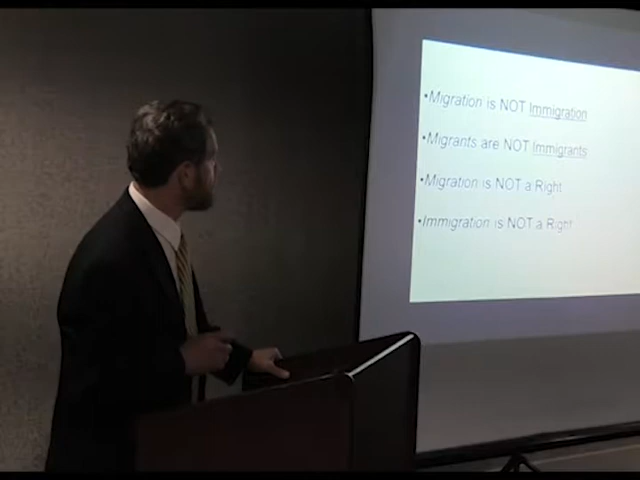 •Migration is NOT Immigration
•Migrants are NOT Immigrants
•Migration is NOT a Right
•Immigration is NOT a Right